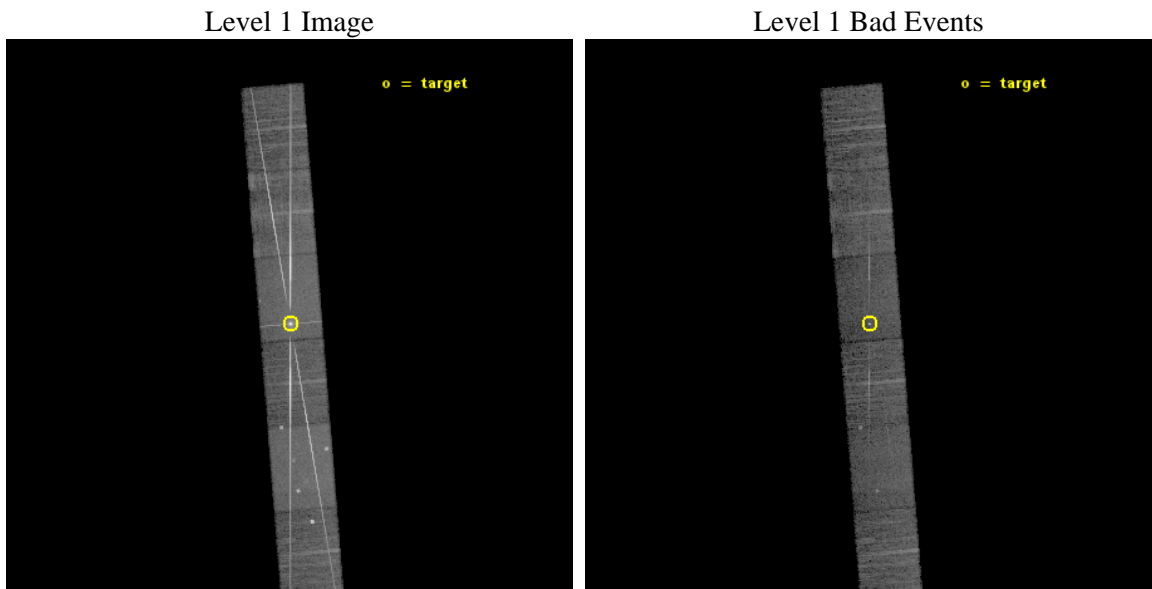 Level 1 Image
Level 1 Bad Events
o = target
o = target